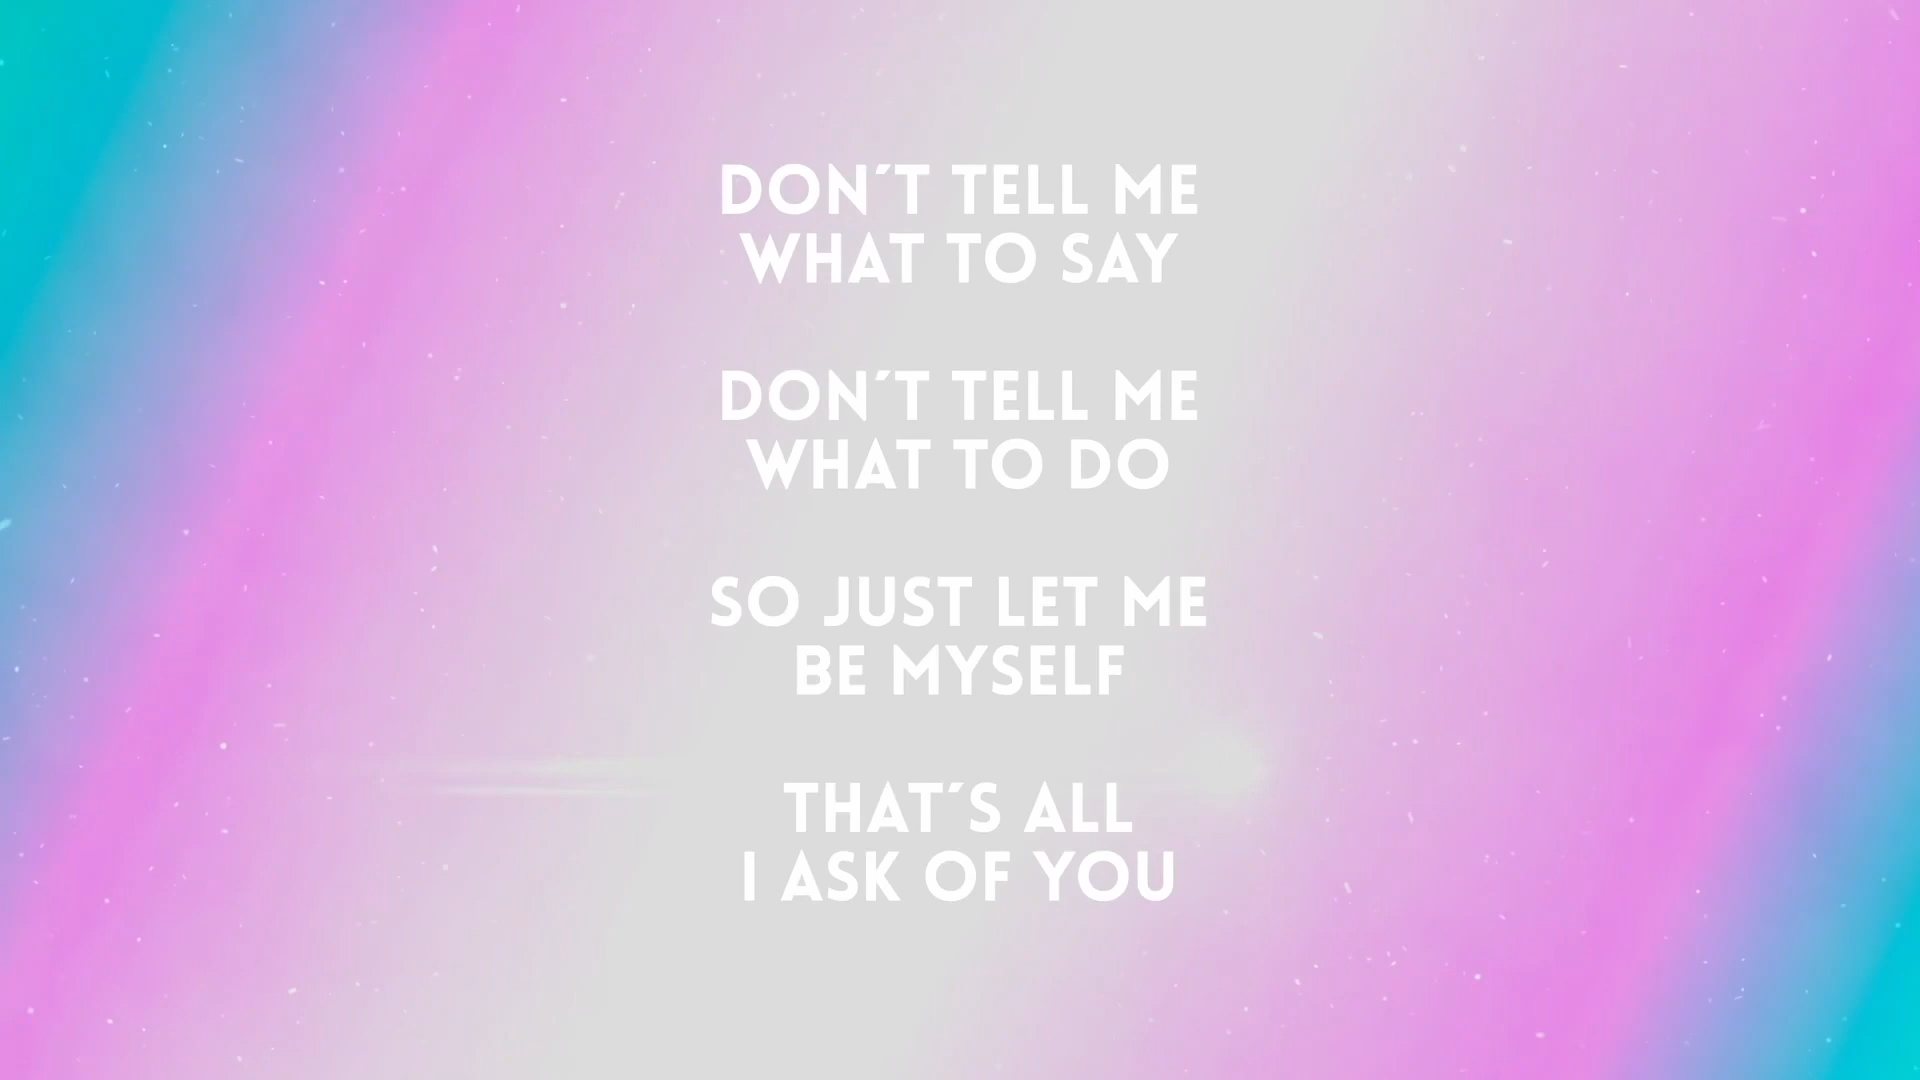 DON´T TELL ME
WHAT TO SAY
DON´T TELL ME
WHAT TO DO
SO JUST LET ME
BE MYSELF
THAT´S ALL
I ASK OF YOU